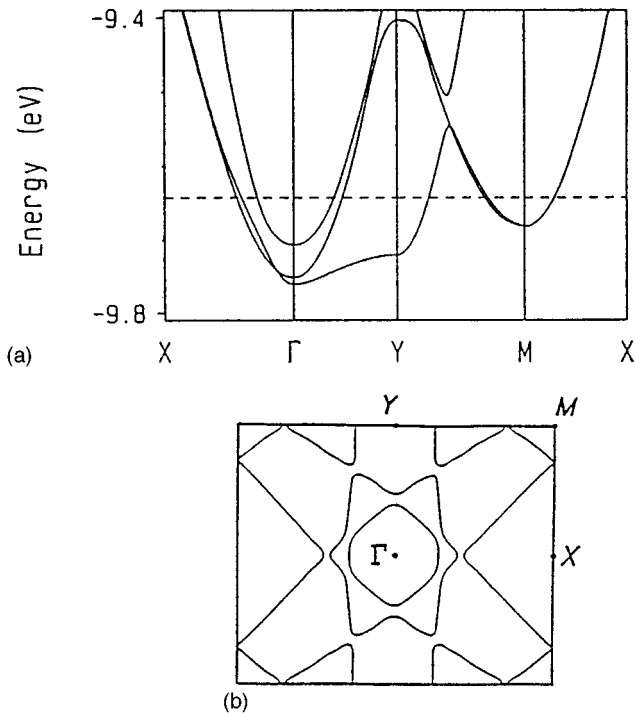 -9.4
Energy (eV)
-9.8
X Γ Y M X
(a)
Y M
Γ X
(b)